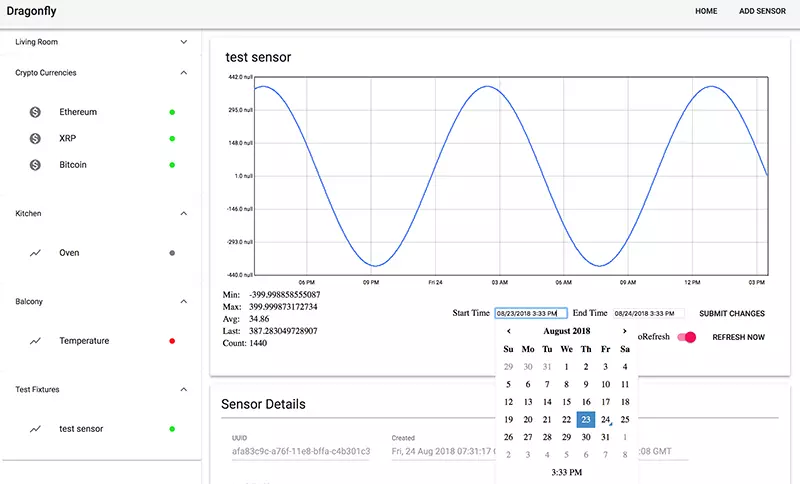 Dragonfly
HOME
ADD SENSOR
Living Room
Crypto Currencies
Ethereum
XRP
Bitcoin
Kitchen
Oven
Balcony
Temperature
Test Fixtures
test sensor
test sensor
442.0 null
295.0 null
148.0 null
1.0 null
-146.0 null
-293.0 null
-440.0 null
06 PM 09 PM Fri 24 03 AM 06 AM 09 AM 12 PM 03 PM
Min: -399.998858555087
Max: 399.999873172734
Avg: 34.86
Last: 387.283049728907
Count: 1440
Start Time 08/23/2018 3:33 PM End Time 08/24/2018 3:33 PM SUBMIT CHANGES
oRefresh REFRESH NOW
‹ August 2018 ›
Su Mo Tu We Th Fr Sa
29 30 31 1 2 3 4
5 6 7 8 9 10 11
12 13 14 15 16 17 18
19 20 21 22 23 24 25
26 27 28 29 30 31 1
2 3 4 5 6 7 8
3:33 PM
Sensor Details
UUID
afa83c9c-a76f-11e8-bffa-c4b301c3
Created
Fri, 24 Aug 2018 07:31:17 :08 GMT